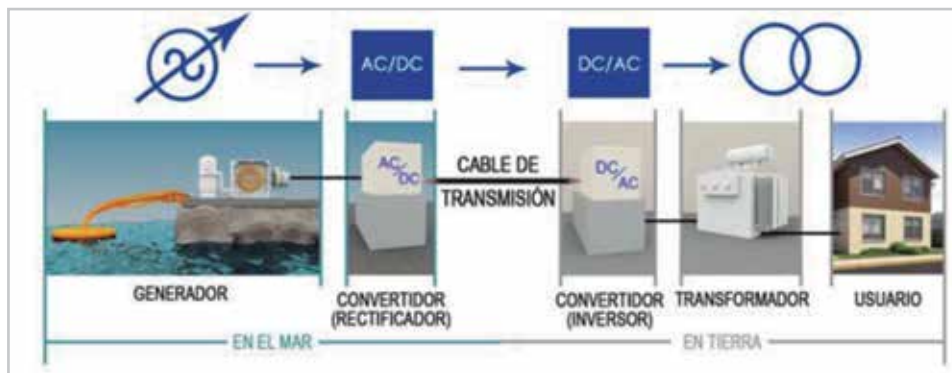 AC/DC
DC/AC
AC/DC
CABLE DE
TRANSMISIÓN
DC/AC
GENERADOR
CONVERTIDOR
(RECTIFICADOR)
CONVERTIDOR
(INVERSOR)
TRANSFORMADOR
USUARIO
EN EL MAR
EN TIERRA